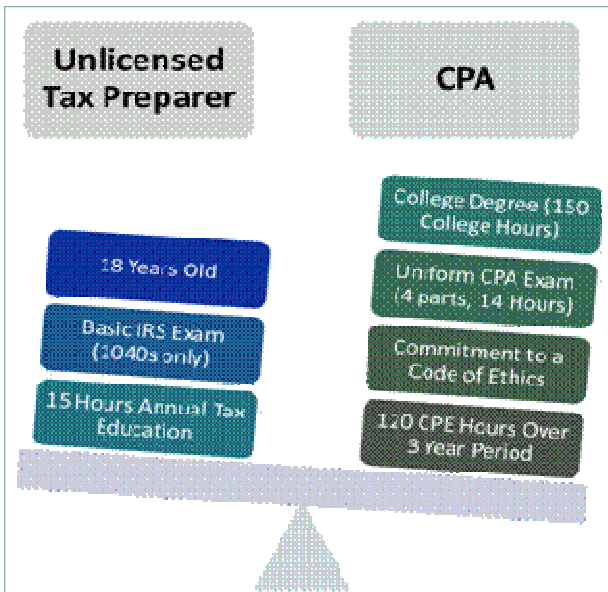 Unlicensed
Tax Preparer
CPA
18 Years Old
Basic IRS Exam
(1040s only)
15 Hours Annual Tax
Education
College Degree (150
College Hours)
Uniform CPA Exam
(4 parts, 14 Hours)
Commitment to a
Code of Ethics
120 CPE Hours Over
3 Year Period